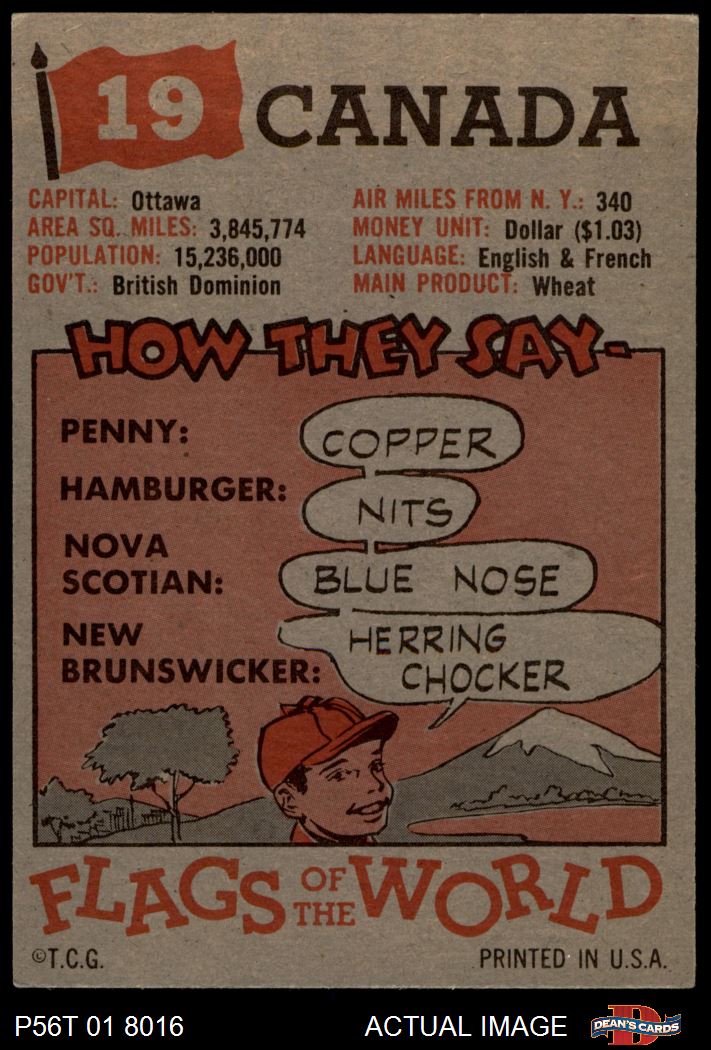 19 CANADA
CAPITAL: Ottawa
AREA SQ. MILES: 3,845,774
POPULATION: 15,236,000
GOV'T.: British Dominion
AIR MILES FROM N. Y.: 340
MONEY UNIT: Dollar ($1.03)
LANGUAGE: English & French
MAIN PRODUCT: Wheat
HOW THEY SAY-
PENNY: COPPER
HAMBURGER: NITS
NOVA
SCOTIAN: BLUE NOSE
NEW HERRING
BRUNSWICKER: CHOCKER
FLAGS OF THE WORLD
©T.C.G. PRINTED IN U.S.A.
P56T 01 8016 ACTUAL IMAGE D DEAN'S CARDS